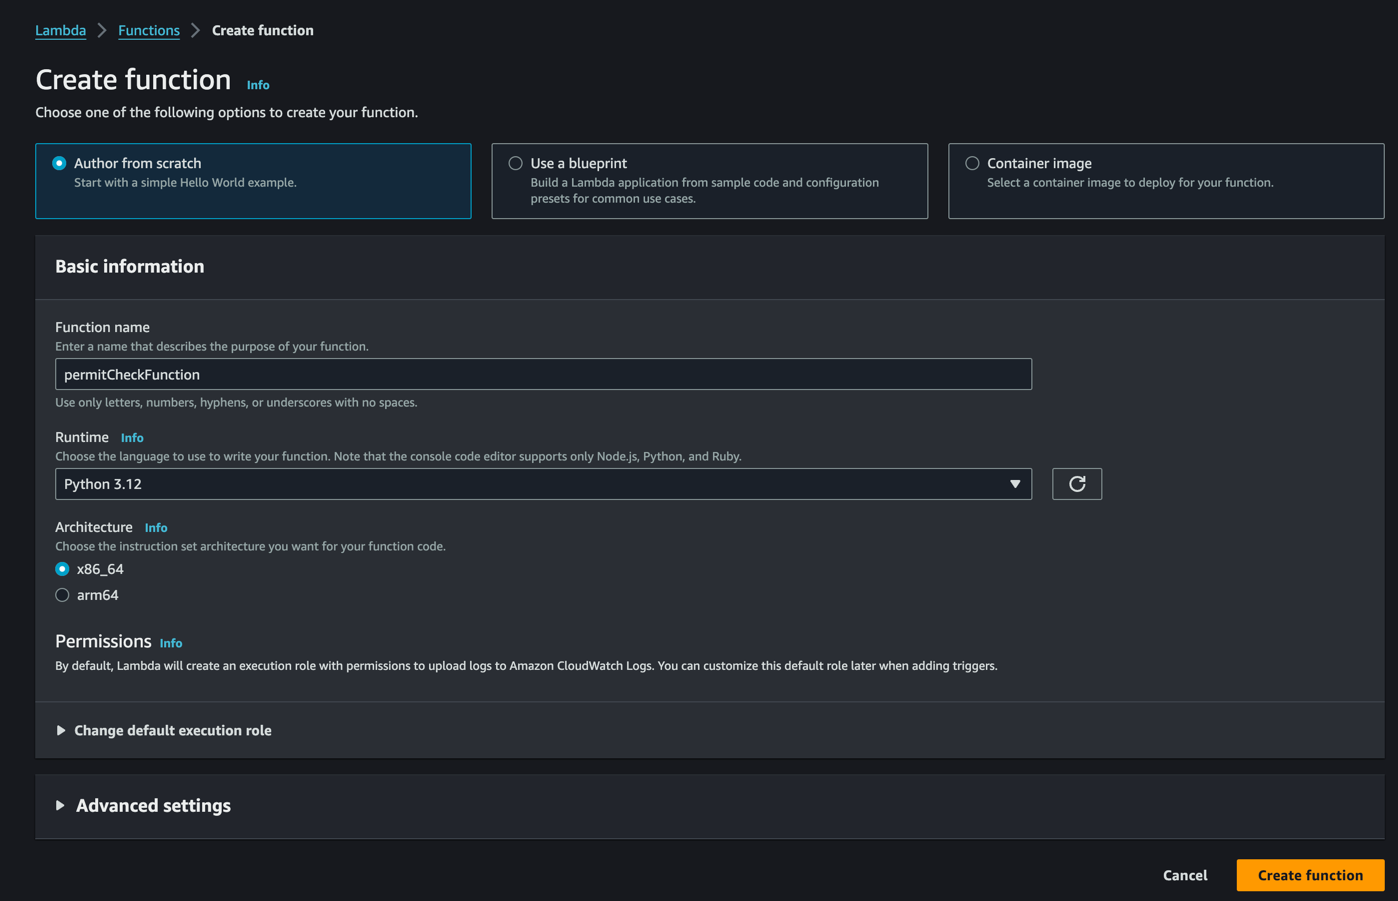 Lambda > Functions > Create function
Create function Info
Choose one of the following options to create your function.
Author from scratch
Start with a simple Hello World example.
Use a blueprint
Build a Lambda application from sample code and configuration
presets for common use cases.
Container image
Select a container image to deploy for your function.
Basic information
Function name
Enter a name that describes the purpose of your function.
permitCheckFunction
Use only letters, numbers, hyphens, or underscores with no spaces.
Runtime Info
Choose the language to use to write your function. Note that the console code editor supports only Node.js, Python, and Ruby.
Python 3.12
Architecture Info
Choose the instruction set architecture you want for your function code.
x86_64
arm64
Permissions Info
By default, Lambda will create an execution role with permissions to upload logs to Amazon CloudWatch Logs. You can customize this default role later when adding triggers.
Change default execution role
Advanced settings
Cancel Create function